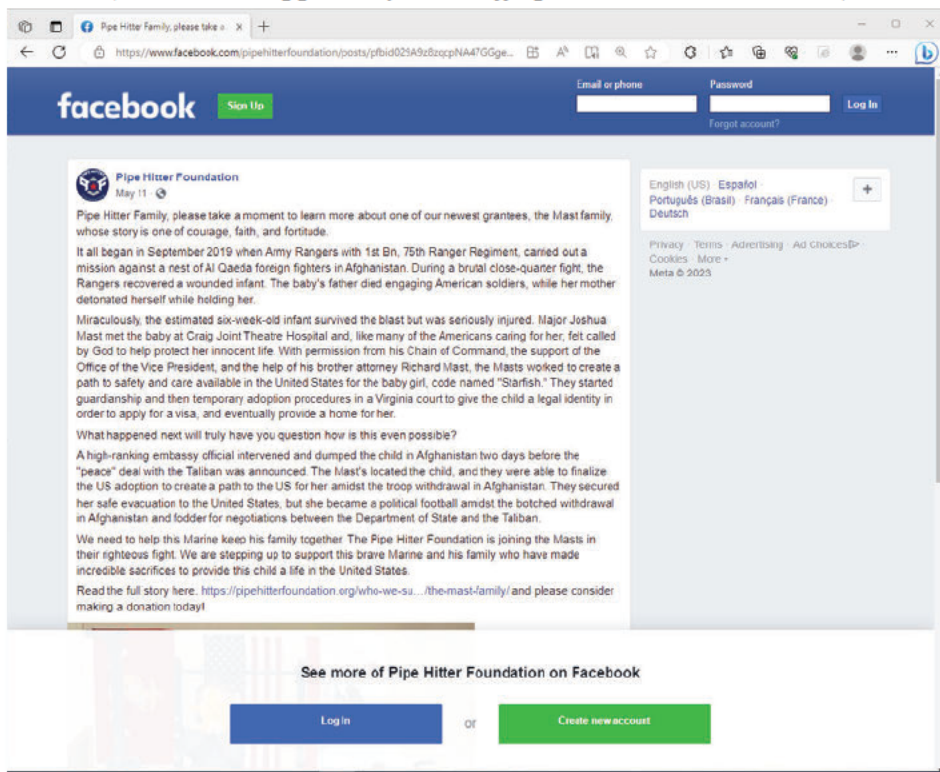 Pipe Hitter Family, please take a
https://www.facebook.com/pipehitterfoundation/posts/pfbid029A9z8zqcpNA47GGge...
facebook
Sign Up
Email or phone
Password
Log In
Forgot account?
Pipe Hitter Foundation
May 11 ·
Pipe Hitter Family, please take a moment to learn more about one of our newest grantees, the Mast family,
whose story is one of courage, faith, and fortitude.
It all began in September 2019 when Army Rangers with 1st Bn, 75th Ranger Regiment, carried out a
mission against a nest of Al Qaeda foreign fighters in Afghanistan. During a brutal close-quarter fight, the
Rangers recovered a wounded infant. The baby's father died engaging American soldiers, while her mother
detonated herself while holding her.
Miraculously, the estimated six-week-old infant survived the blast but was seriously injured. Major Joshua
Mast met the baby at Craig Joint Theatre Hospital and, like many of the Americans caring for her, felt called
by God to help protect her innocent life. With permission from his Chain of Command, the support of the
Office of the Vice President, and the help of his brother attorney Richard Mast, the Masts worked to create a
path to safety and care available in the United States for the baby girl, code named "Starfish." They started
guardianship and then temporary adoption procedures in a Virginia court to give the child a legal identity in
order to apply for a visa, and eventually provide a home for her.
What happened next will truly have you question how is this even possible?
A high-ranking embassy official intervened and dumped the child in Afghanistan two days before the
"peace" deal with the Taliban was announced. The Mast's located the child, and they were able to finalize
the US adoption to create a path to the US for her amidst the troop withdrawal in Afghanistan. They secured
her safe evacuation to the United States, but she became a political football amidst the botched withdrawal
in Afghanistan and fodder for negotiations between the Department of State and the Taliban.
We need to help this Marine keep his family together. The Pipe Hitter Foundation is joining the Masts in
their righteous fight. We are stepping up to support this brave Marine and his family who have made
incredible sacrifices to provide this child a life in the United States.
Read the full story here. https://pipehitterfoundation.org/who-we-su.../the-mast-family/ and please consider
making a donation today!
English (US) · Español ·
Português (Brasil) · Français (France) ·
Deutsch
Privacy · Terms · Advertising · Ad Choices ·
Cookies · More
Meta © 2023
See more of Pipe Hitter Foundation on Facebook
Log In
or
Create new account